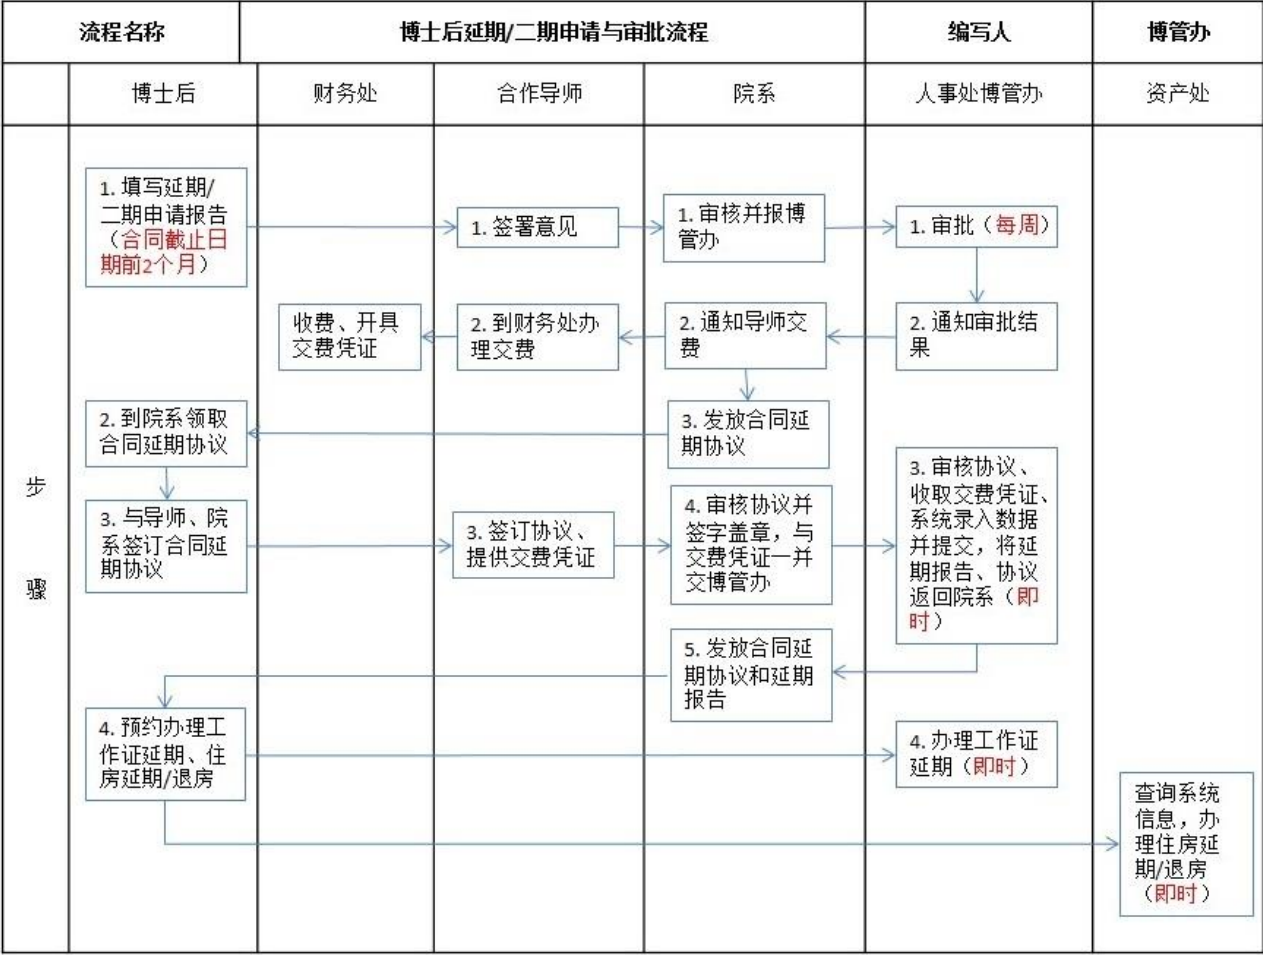 流程名称
博士后延期/二期申请与审批流程
编写人
博管办
博士后
财务处
合作导师
院系
人事处博管办
资产处
步
骤
1. 填写延期/
二期申请报告
（合同截止日
期前2个月）
1. 签署意见
1. 审核并报博
管办
1. 审批（每周）
收费、开具
交费凭证
2. 到财务处办
理交费
2. 通知导师交
费
2. 通知审批结
果
2. 到院系领取
合同延期协议
3. 发放合同延
期协议
3. 与导师、院
系签订合同延
期协议
3. 签订协议、
提供交费凭证
4. 审核协议并
签字盖章，与
交费凭证一并
交博管办
3. 审核协议、
收取交费凭证、
系统录入数据
并提交，将延
期报告、协议
返回院系（即
时）
5. 发放合同延
期协议和延期
报告
4. 预约办理工
作证延期、住
房延期/退房
4. 办理工作证
延期（即时）
查询系统
信息，办
理住房延
期/退房
（即时）